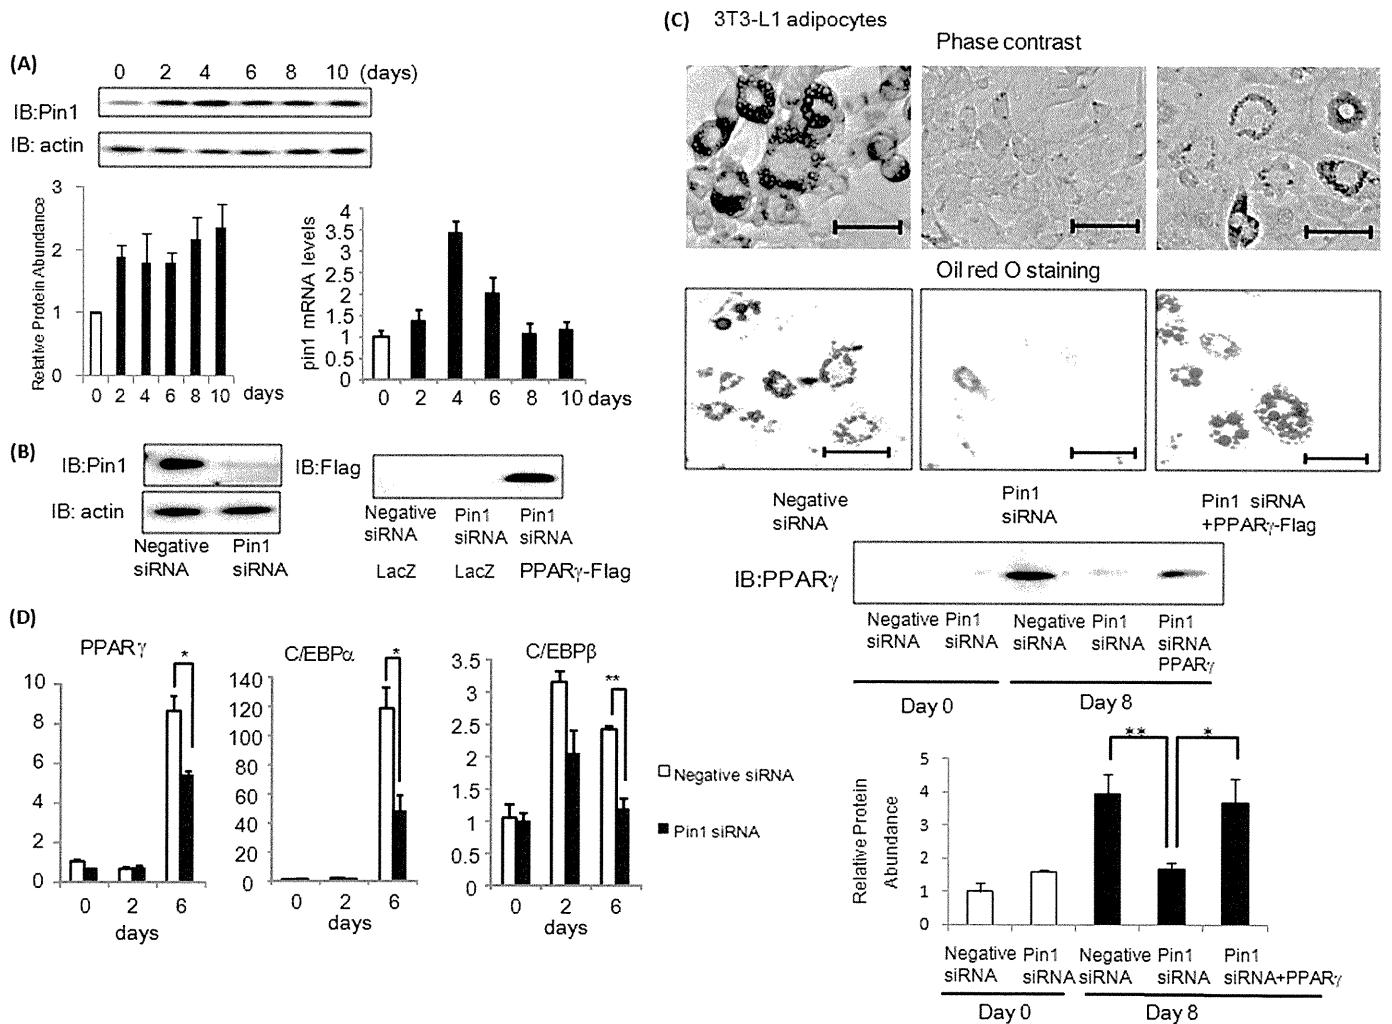 (A)
0 2 4 6 8 10 (days)
IB:Pin1
IB: actin
Relative Protein Abundance
3
2
1
0
0 2 4 6 8 10 days
pin1 mRNA levels
4
3.5
3
2.5
2
1.5
1
0.5
0
0 2 4 6 8 10 days
(B)
IB:Pin1
IB: actin
Negative siRNA
Pin1 siRNA
IB:Flag
Negative siRNA
Pin1 siRNA
Pin1 siRNA
LacZ LacZ PPARγ-Flag
(C) 3T3-L1 adipocytes
Phase contrast
Oil red O staining
Negative siRNA
Pin1 siRNA
Pin1 siRNA +PPARγ-Flag
IB:PPARγ
Negative siRNA
Pin1 siRNA
Negative siRNA
Pin1 siRNA
Pin1 siRNA PPARγ
Day 0 Day 8
Relative Protein Abundance
5
4
3
2
1
0
** *
Negative siRNA
Pin1 siRNA
Negative siRNA
Pin1 siRNA
Pin1 siRNA+PPARγ
Day 0 Day 8
(D)
PPARγ
*
10
8
6
4
2
0
0 2 6
days
C/EBPα
*
140
120
100
80
60
40
20
0
0 2 6
days
C/EBPβ
**
3.5
3
2.5
2
1.5
1
0.5
0
0 2 6
days
Negative siRNA
Pin1 siRNA